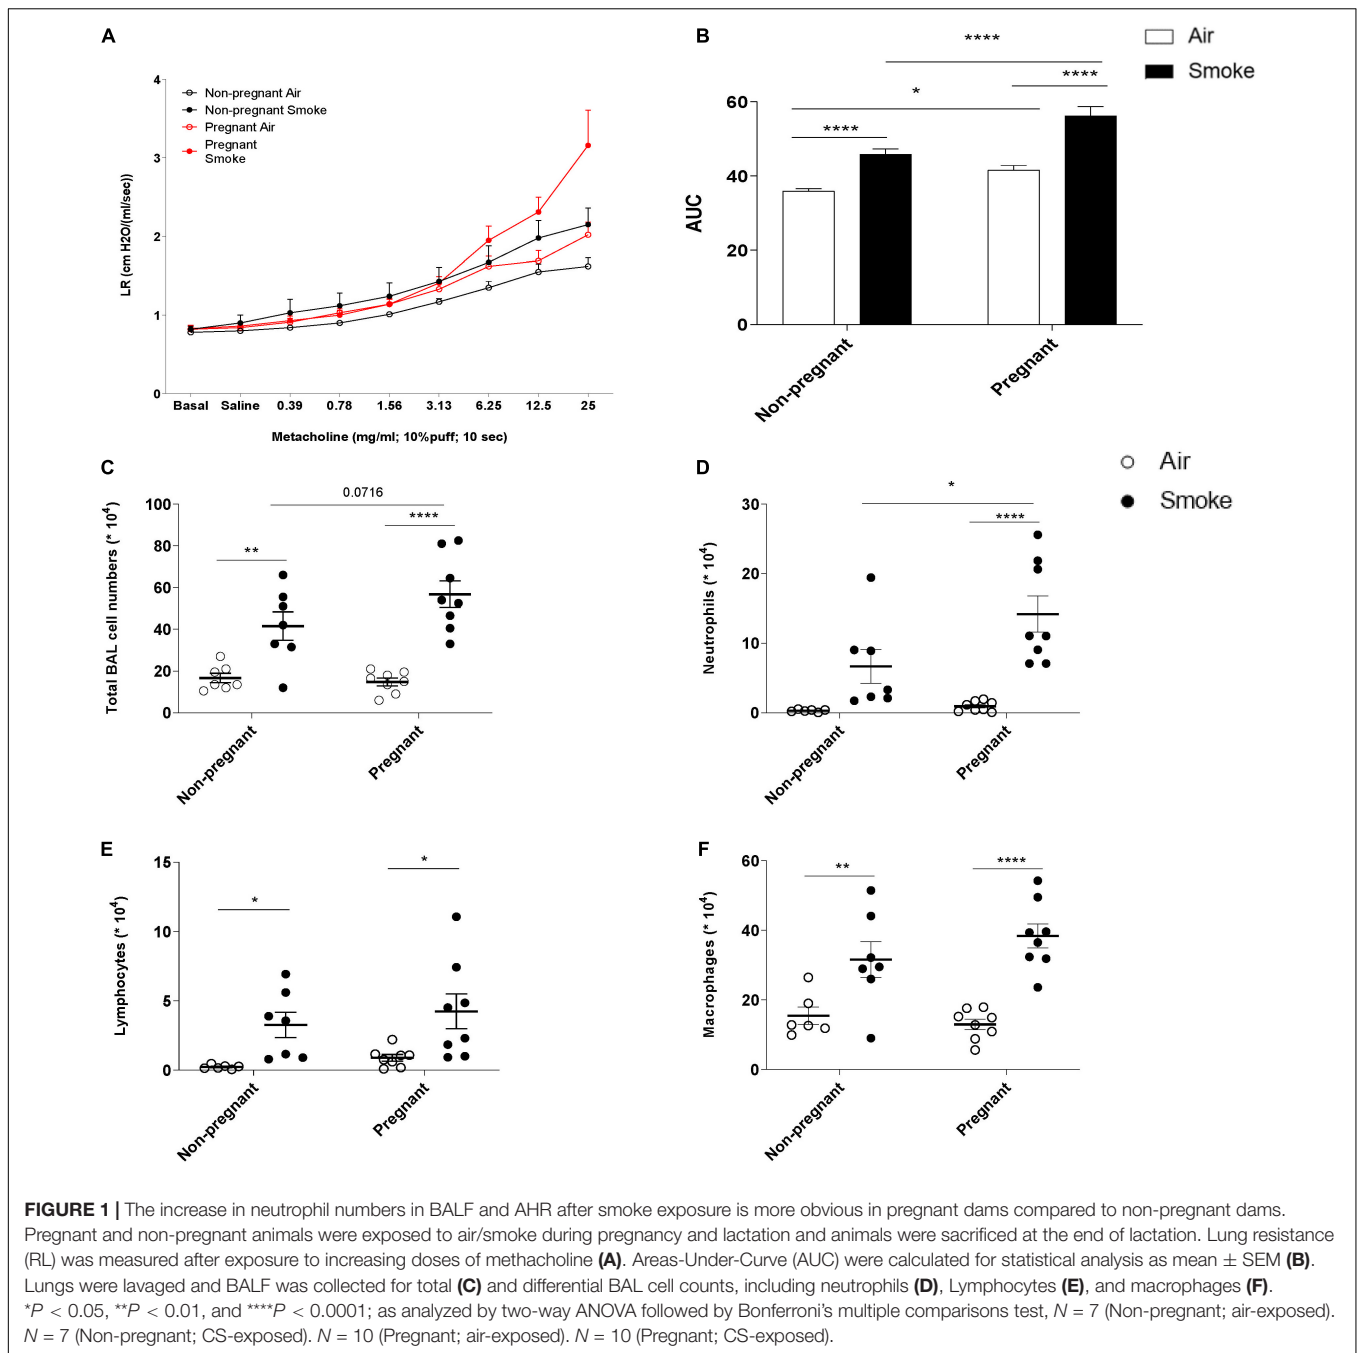 A
4
3
2
1
0
LR (cm H2O/(ml/sec))
Non-pregnant Air
Non-pregnant Smoke
Pregnant Air
Pregnant
Smoke
Basal Saline 0.39 0.78 1.56 3.13 6.25 12.5 25
Metacholine (mg/ml; 10%puff; 10 sec)
B
****
Air
Smoke
****
*
****
60
40
20
0
AUC
Non-pregnant
Pregnant
C
0.0716
****
**
100
80
60
40
20
0
Total BAL cell numbers (* 10⁴)
Non-pregnant
Pregnant
D
Air
Smoke
*
****
30
20
10
0
Neutrophils (* 10⁴)
Non-pregnant
Pregnant
E
*
*
15
10
5
0
Lymphocytes (* 10⁴)
Non-pregnant
Pregnant
F
**
****
60
40
20
0
Macrophages (* 10⁴)
Non-pregnant
Pregnant
FIGURE 1 | The increase in neutrophil numbers in BALF and AHR after smoke exposure is more obvious in pregnant dams compared to non-pregnant dams.
Pregnant and non-pregnant animals were exposed to air/smoke during pregnancy and lactation and animals were sacrificed at the end of lactation. Lung resistance
(RL) was measured after exposure to increasing doses of methacholine (A). Areas-Under-Curve (AUC) were calculated for statistical analysis as mean ± SEM (B).
Lungs were lavaged and BALF was collected for total (C) and differential BAL cell counts, including neutrophils (D), Lymphocytes (E), and macrophages (F).
*P < 0.05, **P < 0.01, and ****P < 0.0001; as analyzed by two-way ANOVA followed by Bonferroni's multiple comparisons test, N = 7 (Non-pregnant; air-exposed).
N = 7 (Non-pregnant; CS-exposed). N = 10 (Pregnant; air-exposed). N = 10 (Pregnant; CS-exposed).